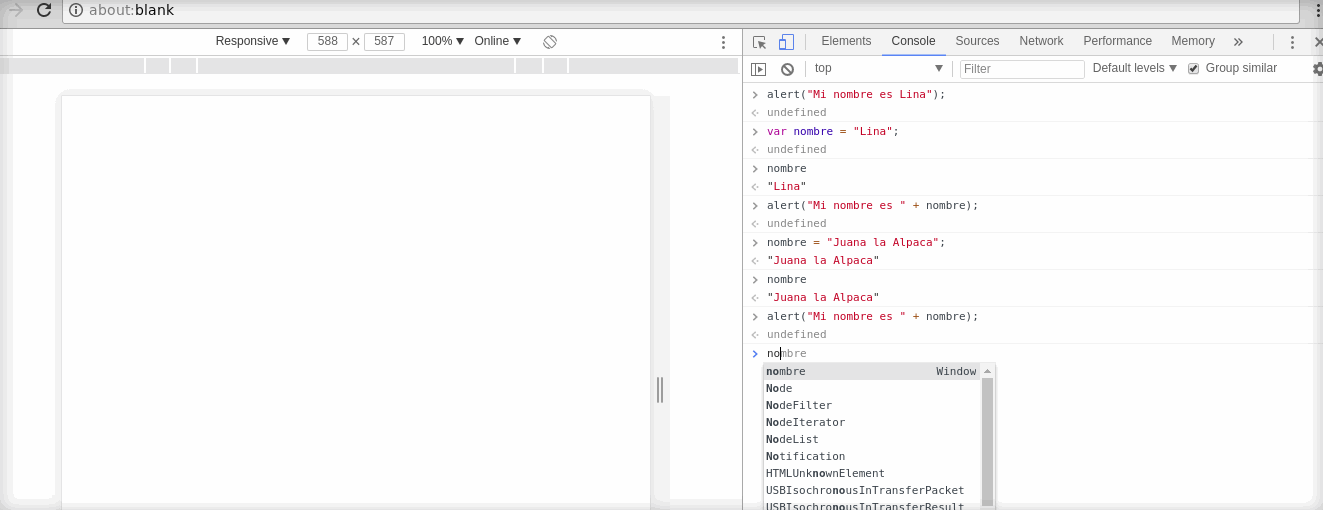 about:blank
Responsive ▼ 588 × 587 100% ▼ Online ▼
Elements Console Sources Network Performance Memory »
top ▼ Filter Default levels ▼ Group similar
> alert("Mi nombre es Lina");
undefined
> var nombre = "Lina";
undefined
> nombre
"Lina"
> alert("Mi nombre es " + nombre);
undefined
> nombre = "Juana la Alpaca";
"Juana la Alpaca"
> nombre
"Juana la Alpaca"
> alert("Mi nombre es " + nombre);
undefined
> nombre
nombre Window
Node
NodeFilter
NodeIterator
NodeList
Notification
HTMLUnknownElement
USBIsochronousInTransferPacket
USBIsochronousInTransferResult